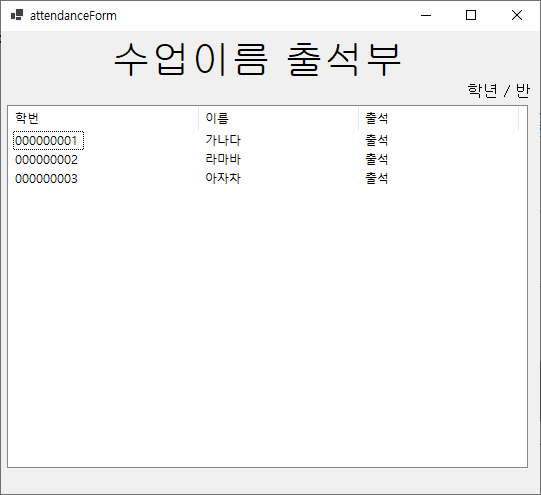 attendanceForm
수업이름 출석부
학년 / 반
학번 이름 출석
000000001 가나다 출석
000000002 라마바 출석
000000003 아자차 출석